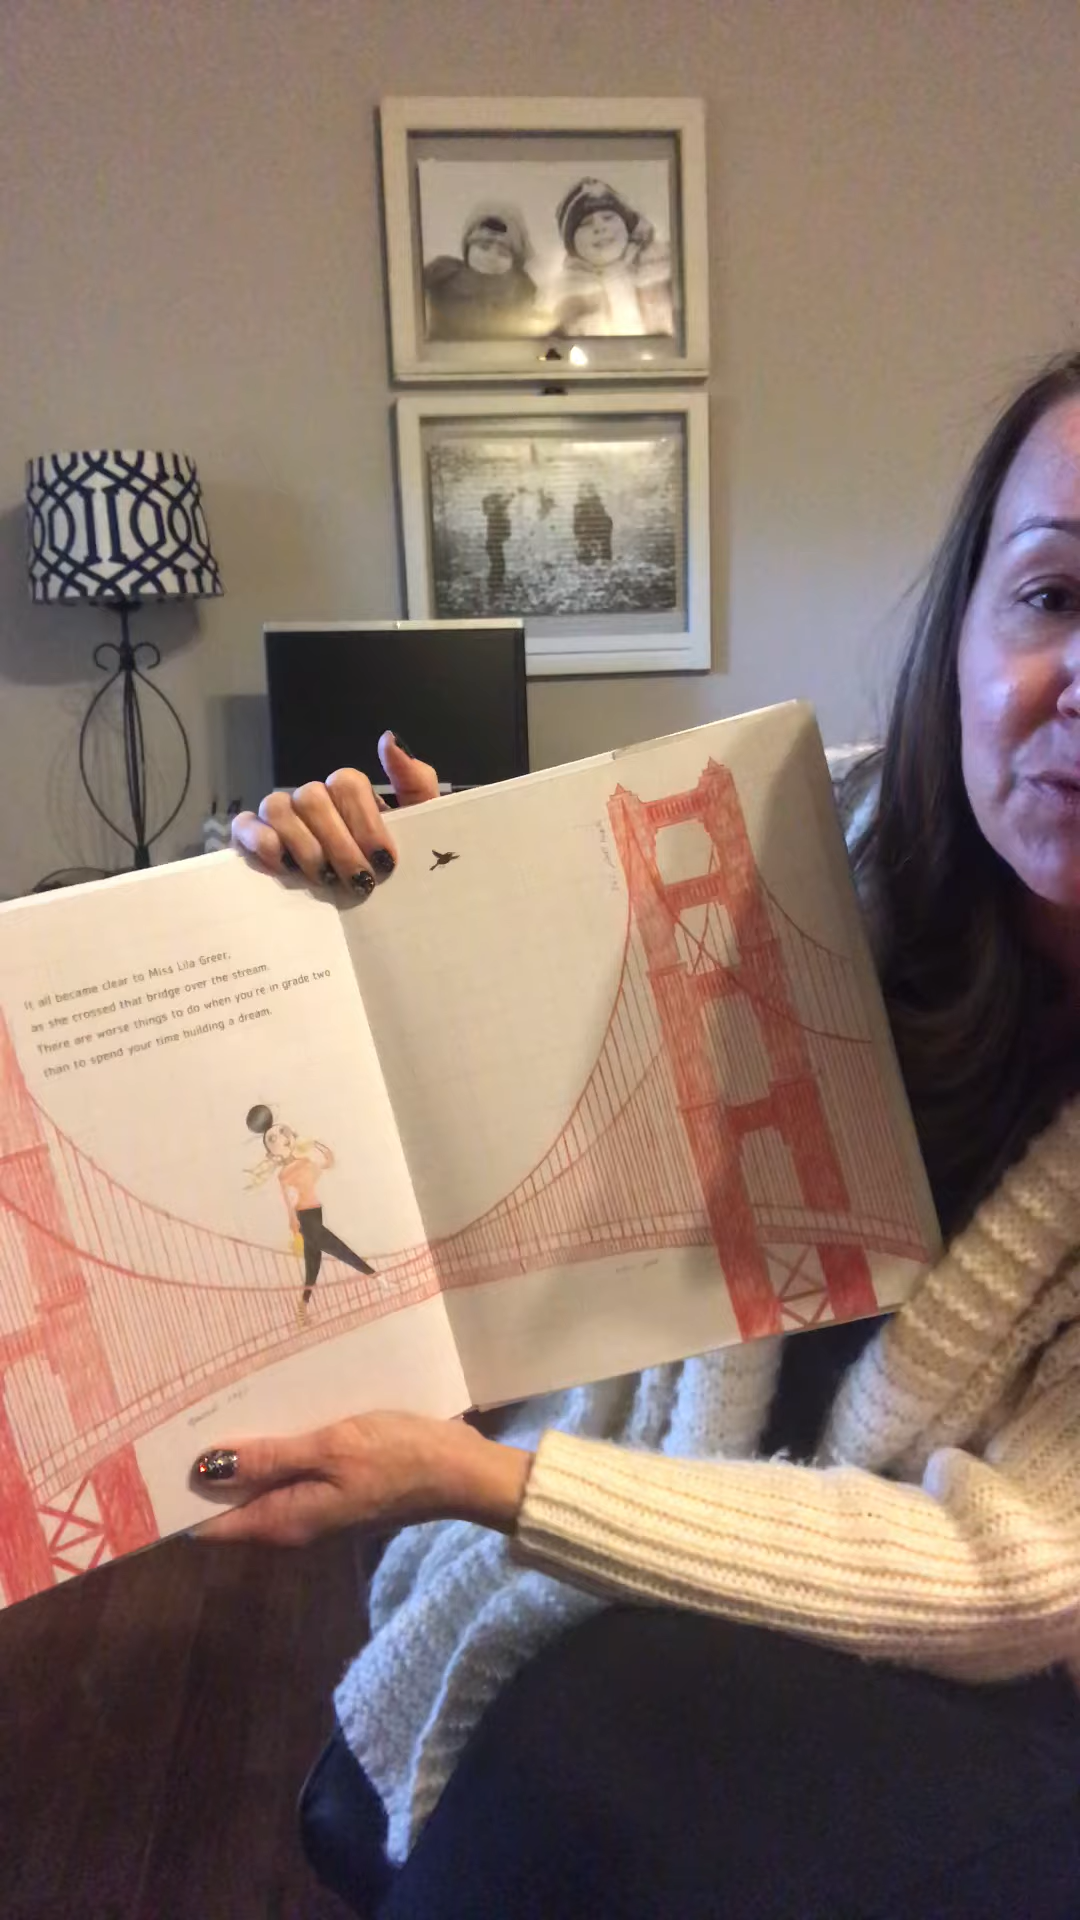 It all became clear to Miss Lila Greer,
as she crossed that bridge over the stream.
There are worse things to do when you're in grade two
than to spend your time building a dream.